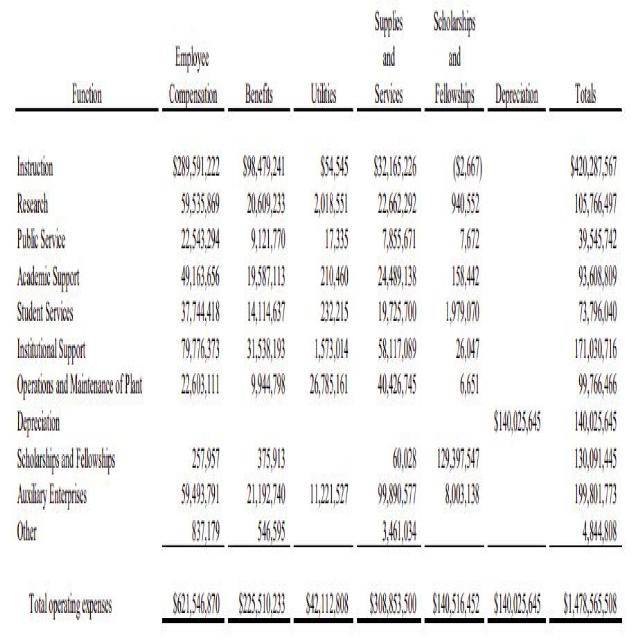 Supplies Scholarships
Employee and and
Function Compensation Benefits Utilities Services Fellowships Depreciation Totals
Instruction $289,591,222 $98,479,241 $54,545 $32,165,226 ($2,667) $420,287,567
Research 59,535,869 20,609,233 2,018,551 22,662,292 940,552 105,766,497
Public Service 22,543,294 9,121,770 17,335 7,855,671 7,672 39,545,742
Academic Support 49,163,656 19,587,113 210,460 24,489,138 158,442 93,608,809
Student Services 37,744,418 14,114,637 232,215 19,725,700 1,979,070 73,796,040
Institutional Support 79,776,373 31,538,193 1,573,014 58,117,089 26,047 171,030,716
Operations and Maintenance of Plant 22,603,111 9,944,798 26,785,161 40,426,745 6,651 99,766,466
Depreciation $140,025,645 140,025,645
Scholarships and Fellowships 257,957 375,913 60,028 129,397,547 130,091,445
Auxiliary Enterprises 59,493,791 21,192,740 11,221,527 99,890,577 8,003,138 199,801,773
Other 837,179 546,595 3,461,034 4,844,808
Total operating expenses $621,546,870 $225,510,233 $42,112,808 $308,853,500 $140,516,452 $140,025,645 $1,478,565,508